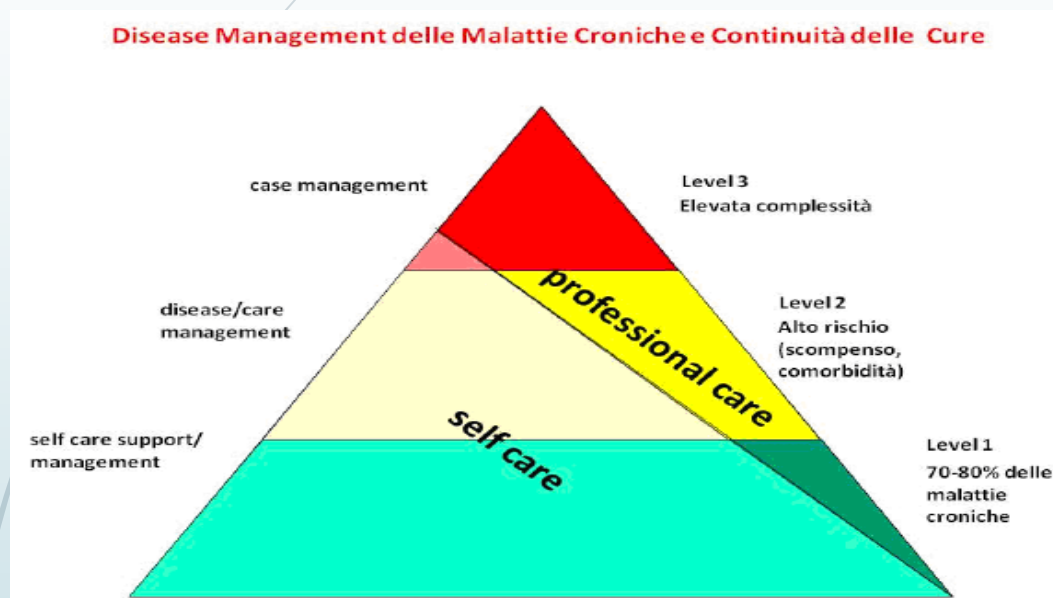 Disease Management delle Malattie Croniche e Continuità delle Cure
case management
Level 3
Elevata complessità
professional care
disease/care
management
Level 2
Alto rischio
(scompenso,
comorbidità)
self care
self care support/
management
Level 1
70-80% delle
malattie
croniche